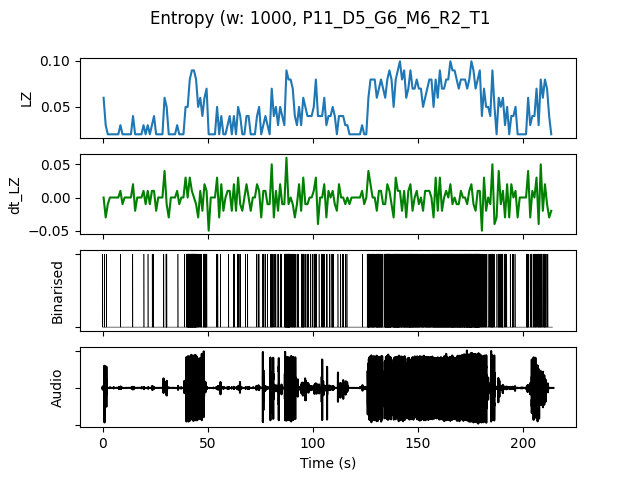 Entropy (w: 1000, P11_D5_G6_M6_R2_T1
0.10
0.05
LZ
0.05
0.00
−0.05
dt_LZ
Binarised
Audio
0 50 100 150 200
Time (s)